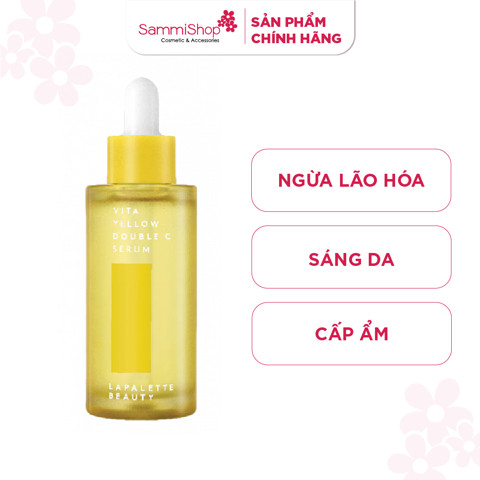 SammiShop
Cosmetic & Accessories
SẢN PHẨM
CHÍNH HÃNG
VITA
YELLOW
DOUBLE C
SERUM
LAPALETTE
BEAUTY
NGỪA LÃO HÓA
SÁNG DA
CẤP ẨM